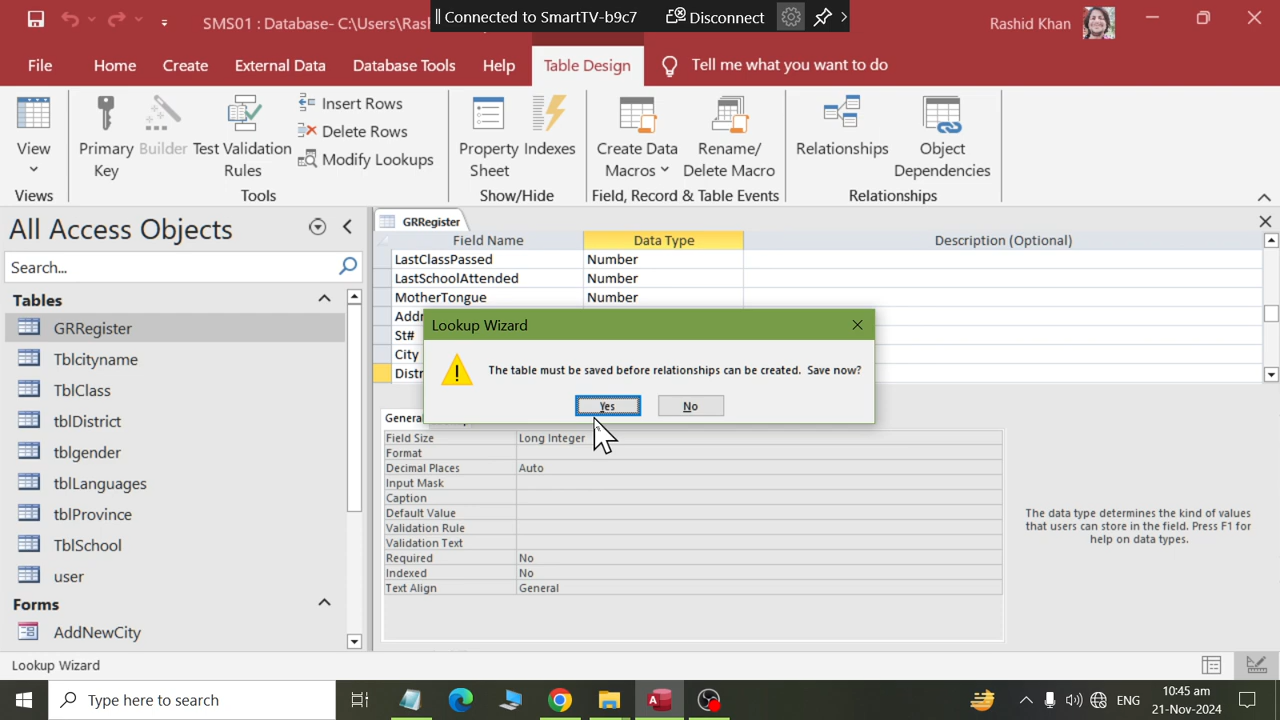 SMS01 : Database- C:\Users\Ras
Connected to SmartTV-b9c7
Disconnect
Rashid Khan
File
Home
Create
External Data
Database Tools
Help
Table Design
Tell me what you want to do
View
Primary Key
Builder
Test Validation Rules
Insert Rows
Delete Rows
Modify Lookups
Property Sheet
Indexes
Create Data Macros
Rename/ Delete Macro
Relationships
Object Dependencies
Views
Tools
Show/Hide
Field, Record & Table Events
Relationships
All Access Objects
Search...
Tables
GRRegister
Tblcityname
TblClass
tblDistrict
tblgender
tblLanguages
tblProvince
TblSchool
user
Forms
AddNewCity
GRRegister
Field Name Data Type Description (Optional)
LastClassPassed Number
LastSchoolAttended Number
MotherTongue Number
Addr
St#
City
Distr
Lookup Wizard
The table must be saved before relationships can be created. Save now?
Yes No
General
Field Size Long Integer
Format
Decimal Places Auto
Input Mask
Caption
Default Value
Validation Rule
Validation Text
Required No
Indexed No
Text Align General
The data type determines the kind of values
that users can store in the field. Press F1 for
help on data types.
Lookup Wizard
Type here to search
ENG
10:45 am
21-Nov-2024